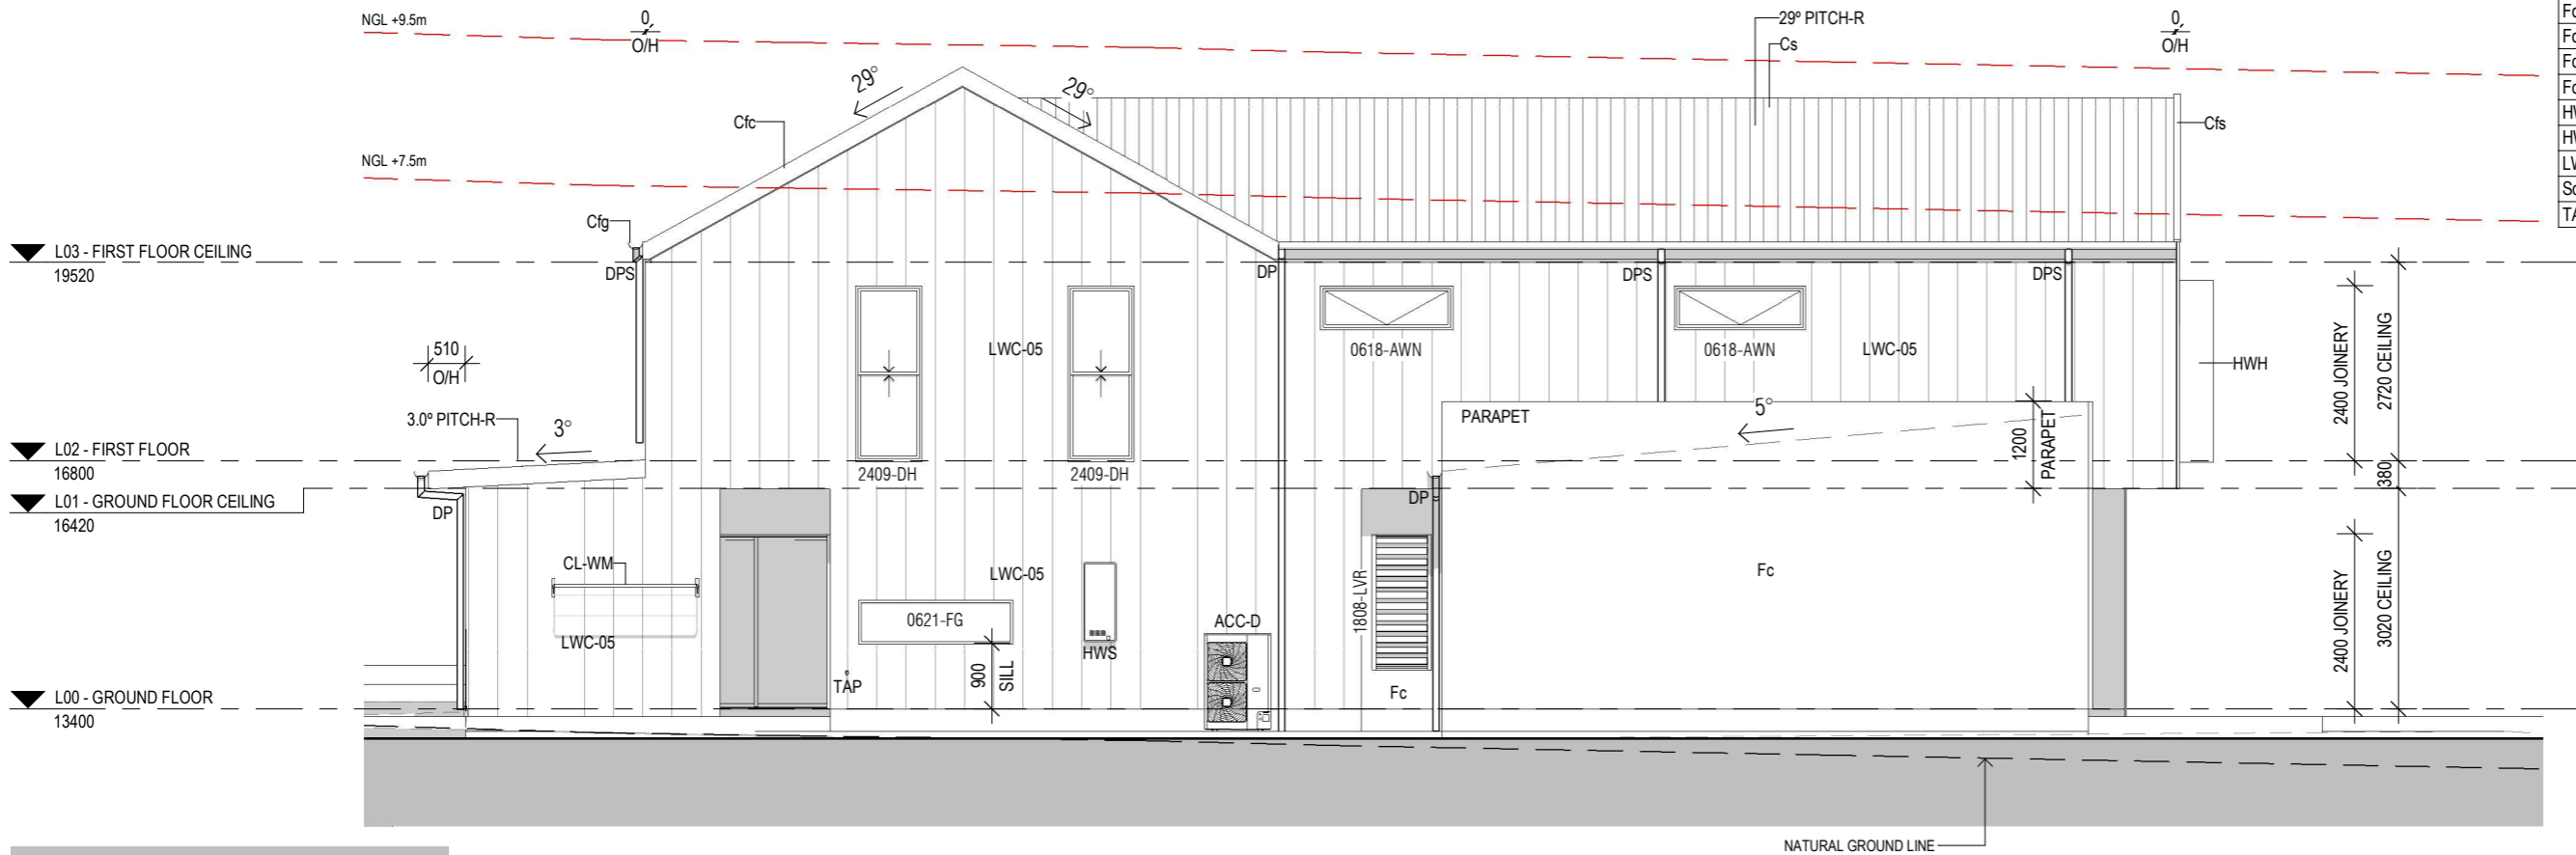 NGL +9.5m
0
O/H
29° PITCH-R
Cs
0
O/H
29°
29°
Cfc
Cfs
NGL +7.5m
Cfg
L03 - FIRST FLOOR CEILING
19520
DPS
DP
DPS
DPS
510
O/H
LWC-05
0618-AWN
0618-AWN
LWC-05
HWH
2400 JOINERY
2720 CEILING
3.0° PITCH-R
3°
PARAPET
5°
1200
PARAPET
L02 - FIRST FLOOR
16800
2409-DH
2409-DH
380
L01 - GROUND FLOOR CEILING
16420
DP
DP
CL-WM
LWC-05
LWC-05
0621-FG
HWS
ACC-D
1808-LVR
Fc
Fc
2400 JOINERY
3020 CEILING
900
SILL
TAP
L00 - GROUND FLOOR
13400
NATURAL GROUND LINE